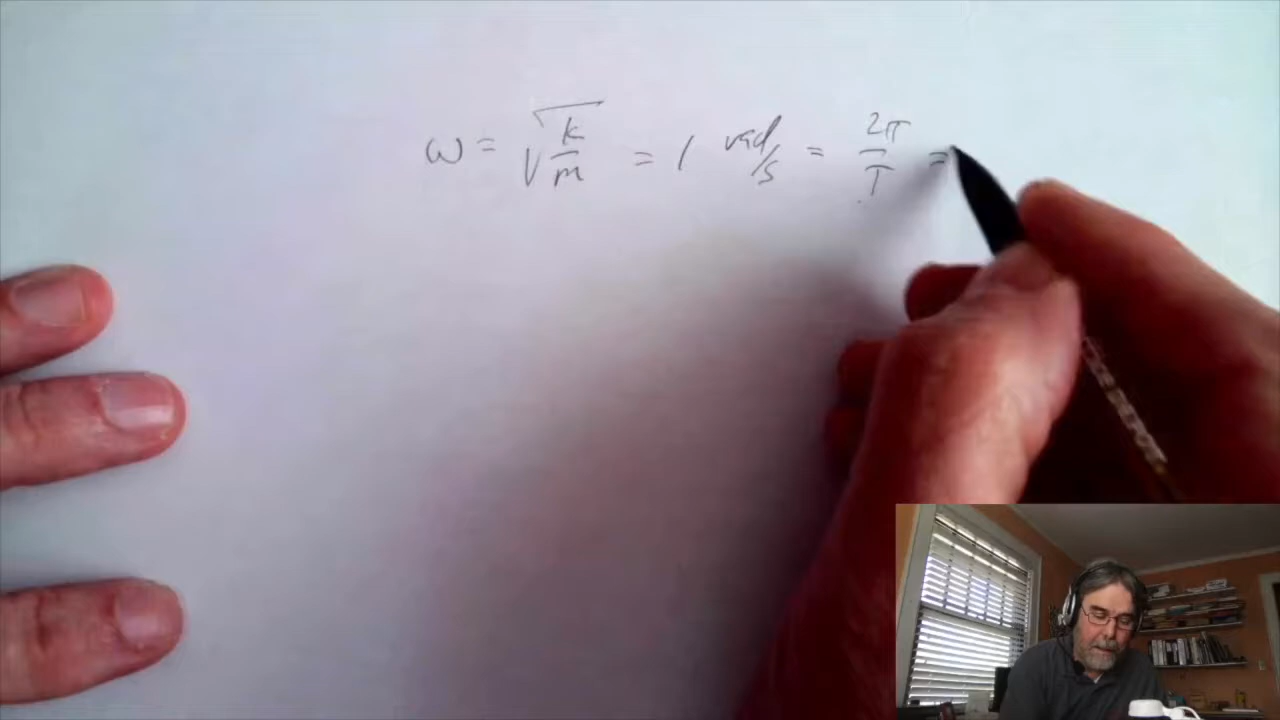 ω = √k/m = 1 rad/s = 2π/T =